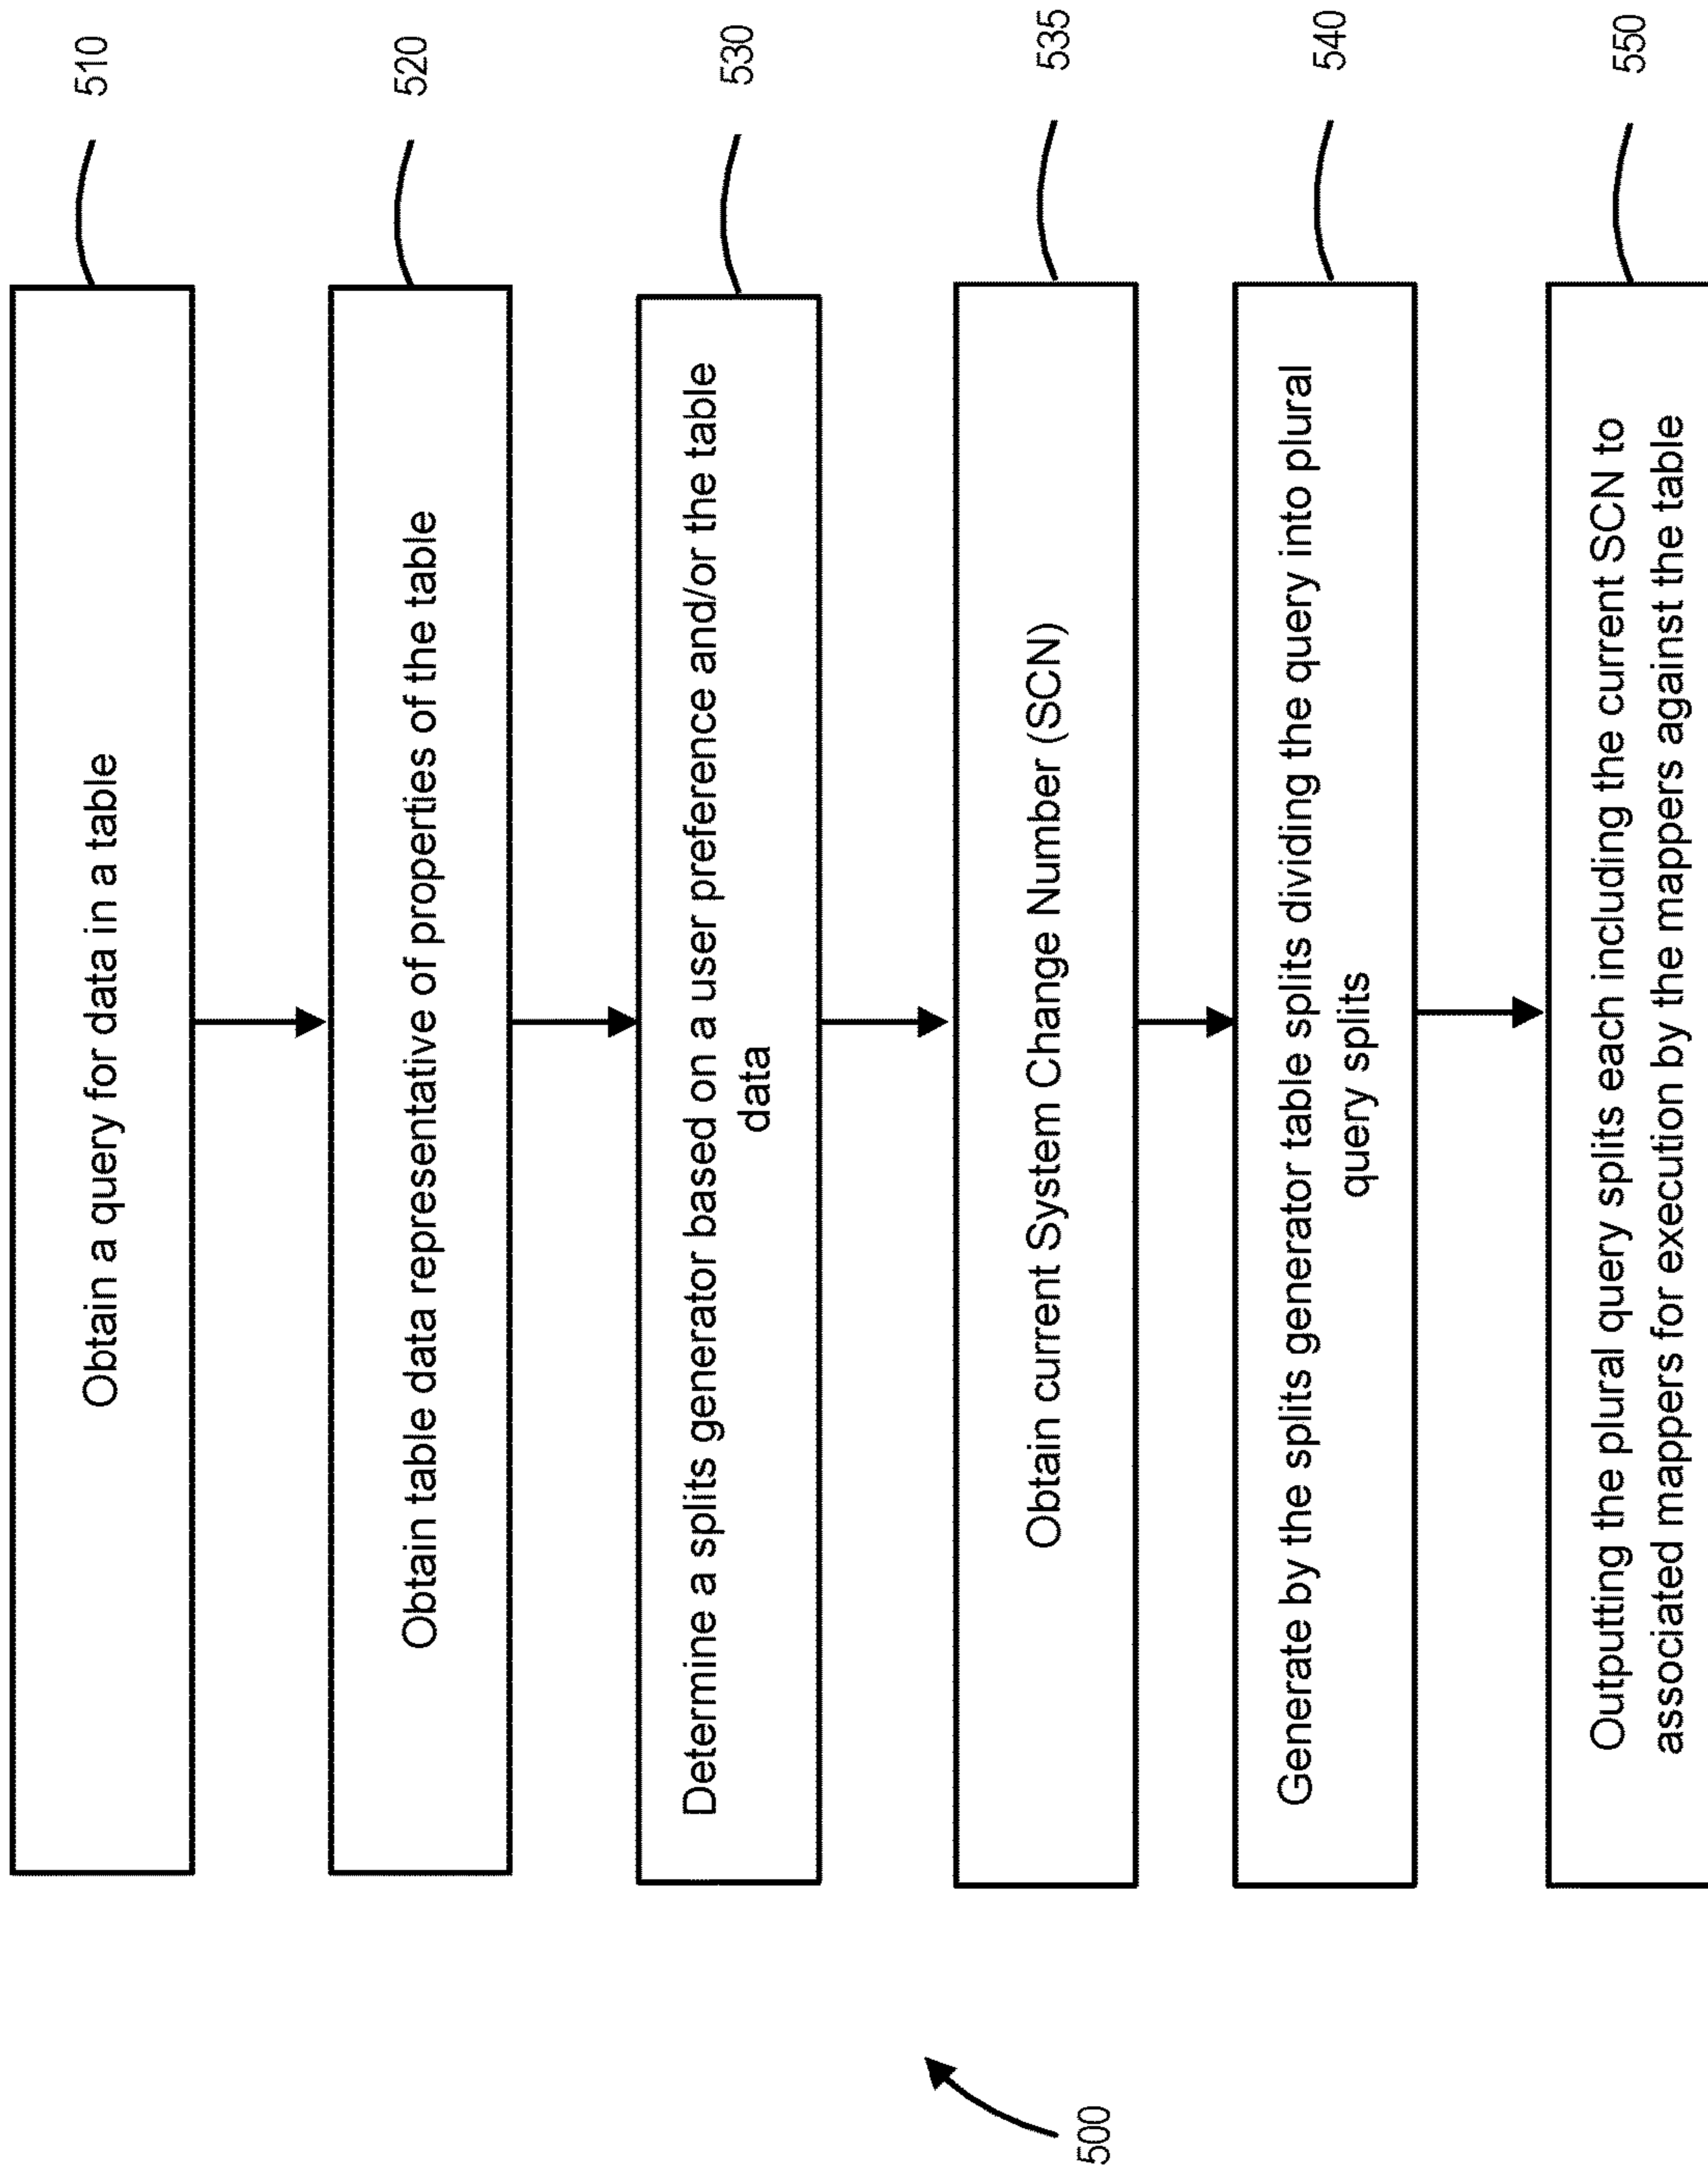 510
Obtain a query for data in a table
520
Obtain table data representative of properties of the table
530
Determine a splits generator based on a user preference and/or the table
data
535
Obtain current System Change Number (SCN)
540
Generate by the splits generator table splits dividing the query into plural
query splits
550
Outputting the plural query splits each including the current SCN to
associated mappers for execution by the mappers against the table
500